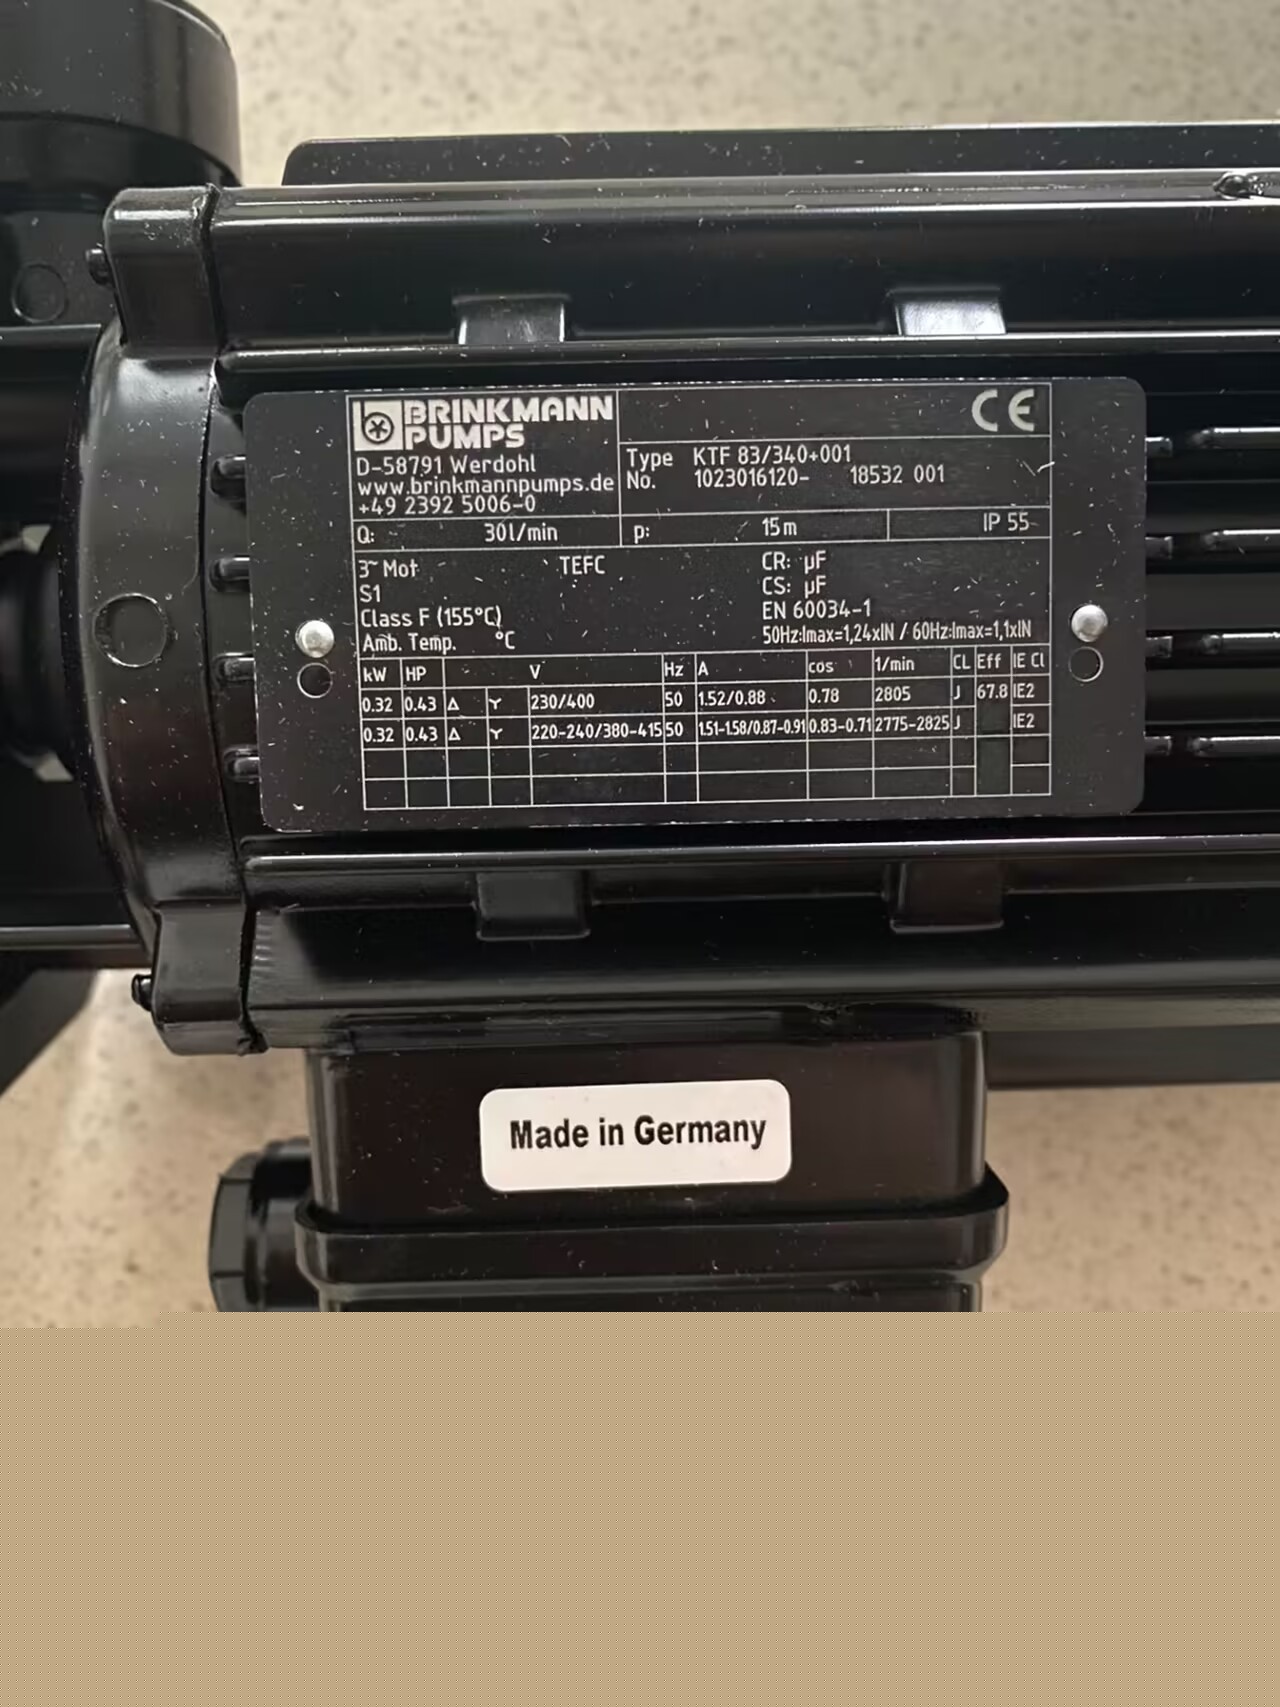 BRINKMANN
PUMPS
D-58791 Werdohl
www.brinkmannpumps.de
+49 2392 5006-0
CE
Type KTF 83/340+001
No. 1023016120- 18532 001
Q: 30l/min p: 15m IP 55
3~ Mot TEFC CR: µF
S1 CS: µF
Class F (155°C) EN 60034-1
Amb. Temp. °C 50Hz:Imax=1,24xIN / 60Hz:Imax=1,1xIN
kW HP V Hz A cos 1/min CL Eff IE Cl
0.32 0.43 Δ Y 230/400 50 1.52/0.88 0.78 2805 J 67.8 IE2
0.32 0.43 Δ Y 220-240/380-415 50 1.51-1.58/0.87-0.91 0.83-0.71 2775-2825 J IE2
Made in Germany